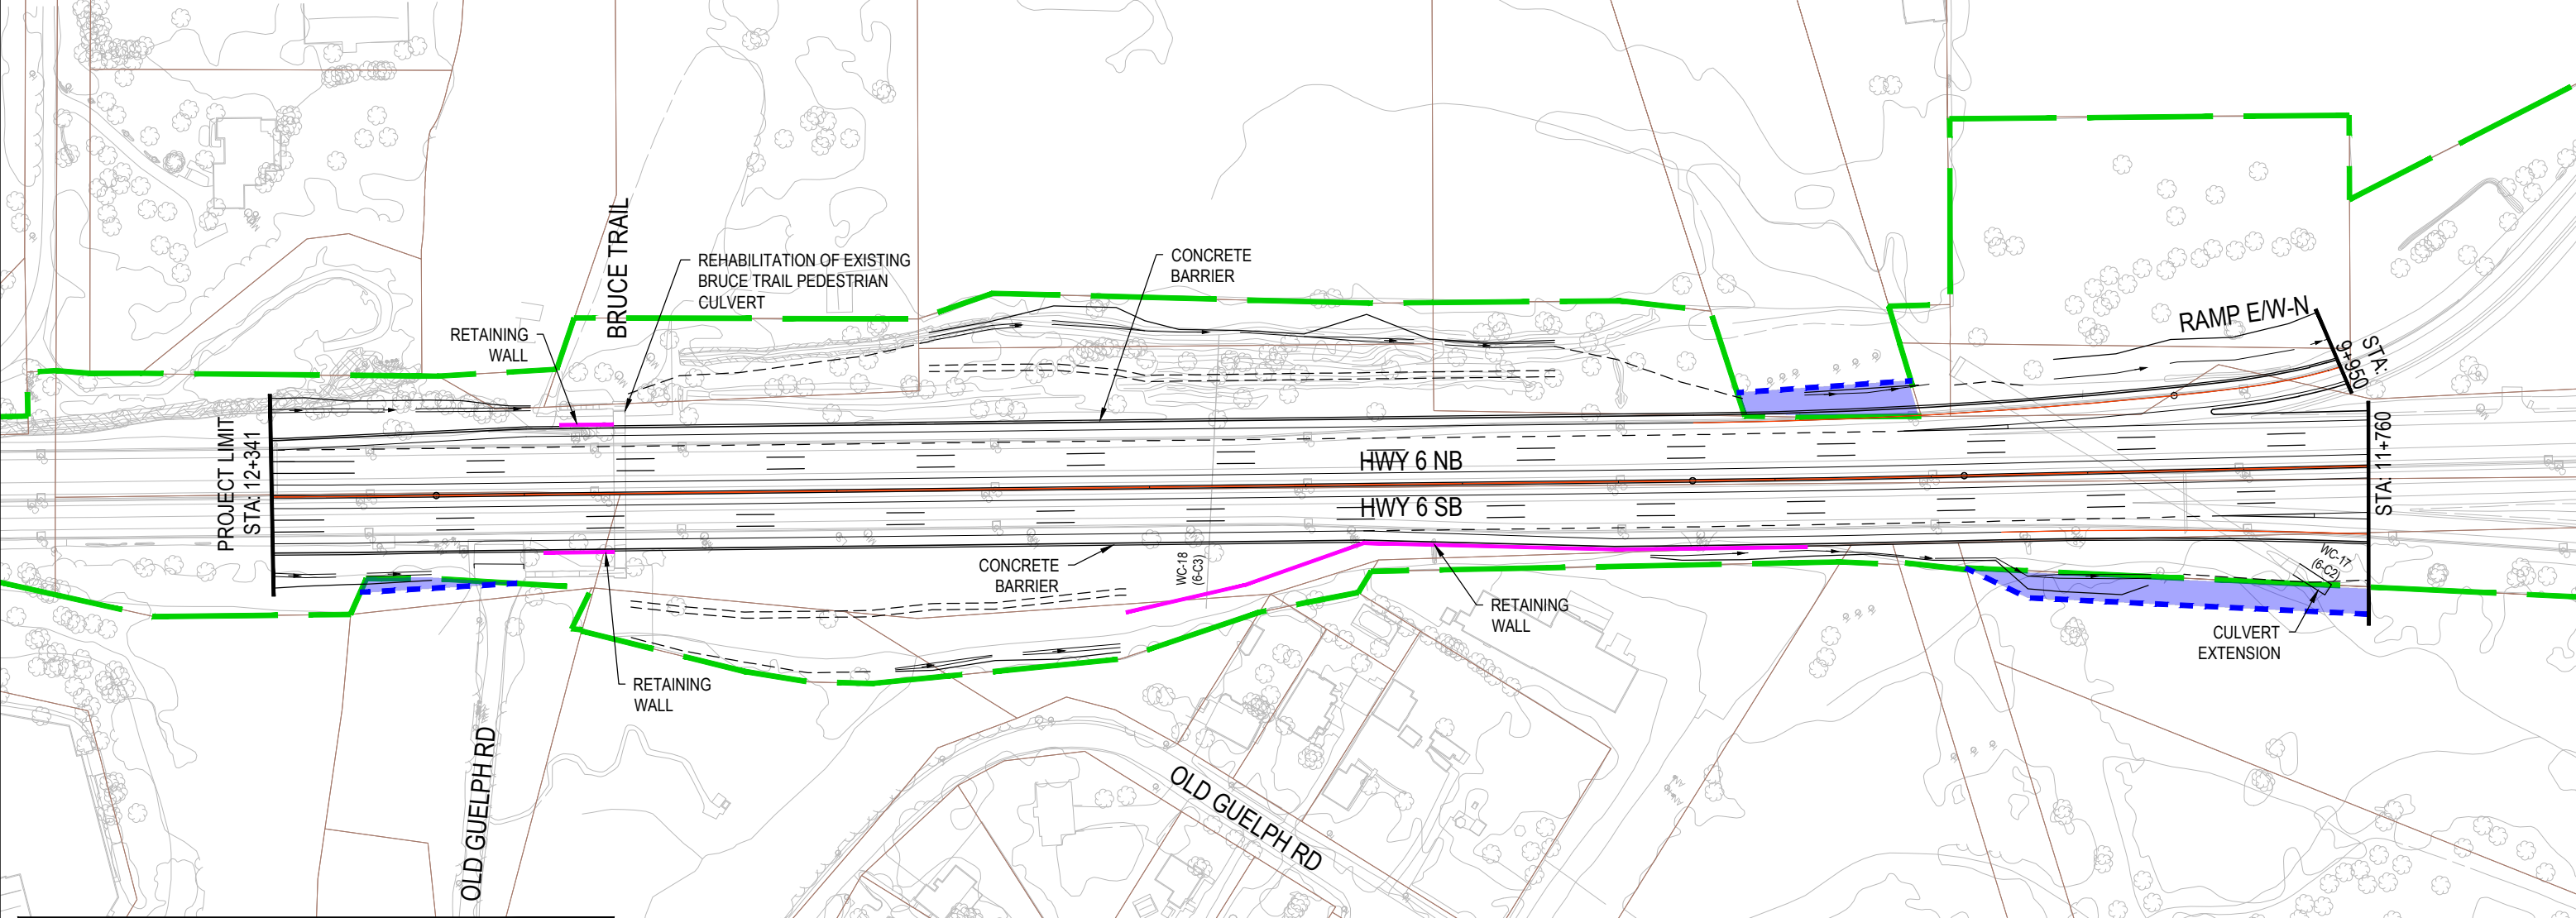 BRUCE TRAIL
REHABILITATION OF EXISTING
BRUCE TRAIL PEDESTRIAN
CULVERT
CONCRETE
BARRIER
RETAINING
WALL
RAMP E/W-N
STA:
9+950
PROJECT LIMIT
STA: 12+341
HWY 6 NB
HWY 6 SB
STA: 11+760
CONCRETE
BARRIER
WC-18
(6-C3)
WC-17
(6-C2)
RETAINING
WALL
CULVERT
EXTENSION
RETAINING
WALL
OLD GUELPH RD
OLD GUELPH RD